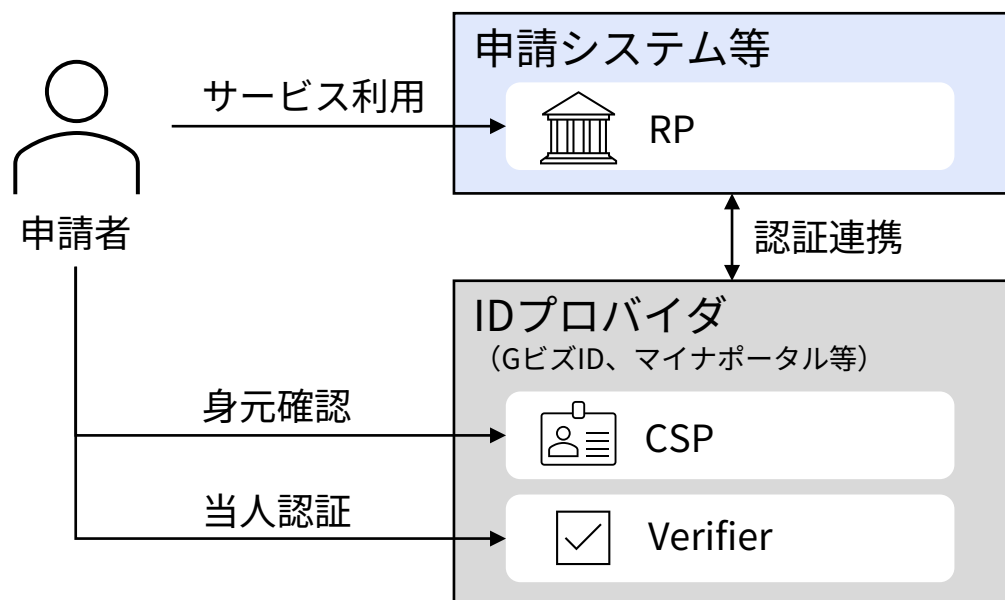 申請システム等
サービス利用
RP
申請者
認証連携
IDプロバイダ
（GビズID、マイナポータル等）
身元確認
CSP
当人認証
Verifier